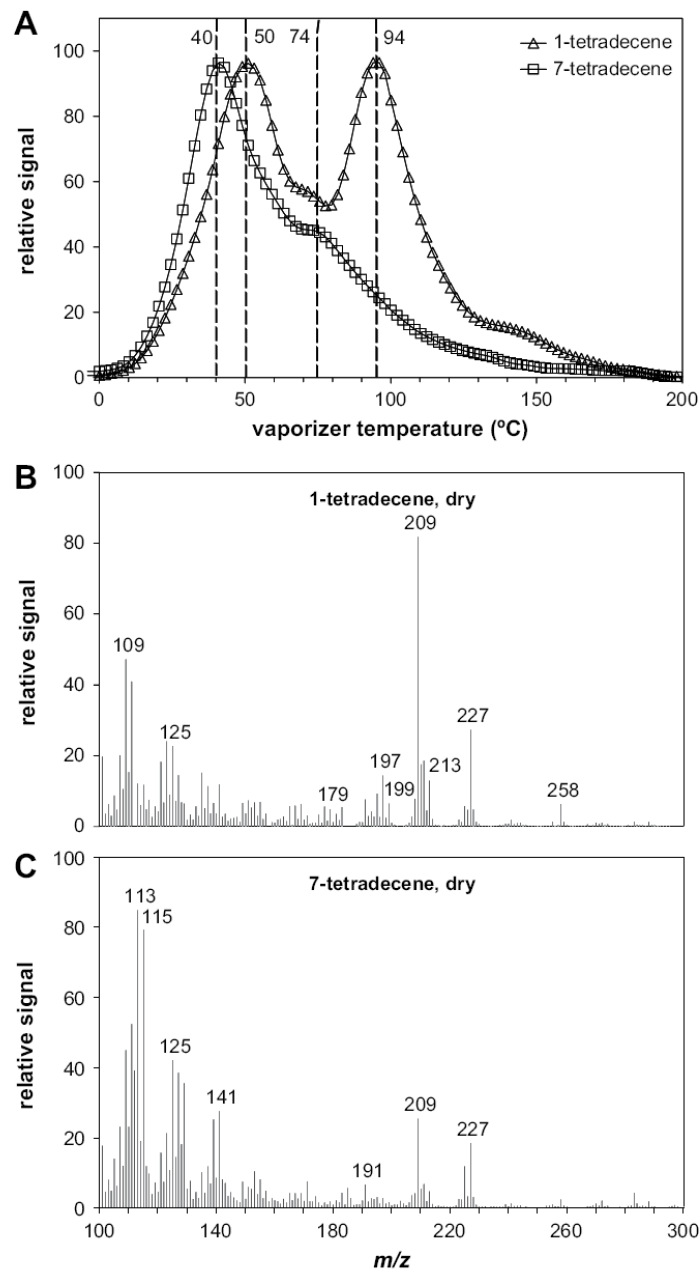 A
40 50 74 94
1-tetradecene
7-tetradecene
100
80
60
40
20
0
relative signal
0 50 100 150 200
vaporizer temperature (ºC)
B
1-tetradecene, dry
100
80
60
40
20
0
relative signal
109
125
179
197
199
209
213
227
258
C
7-tetradecene, dry
100
80
60
40
20
0
relative signal
113
115
125
141
191
209
227
100 140 180 220 260 300
m/z